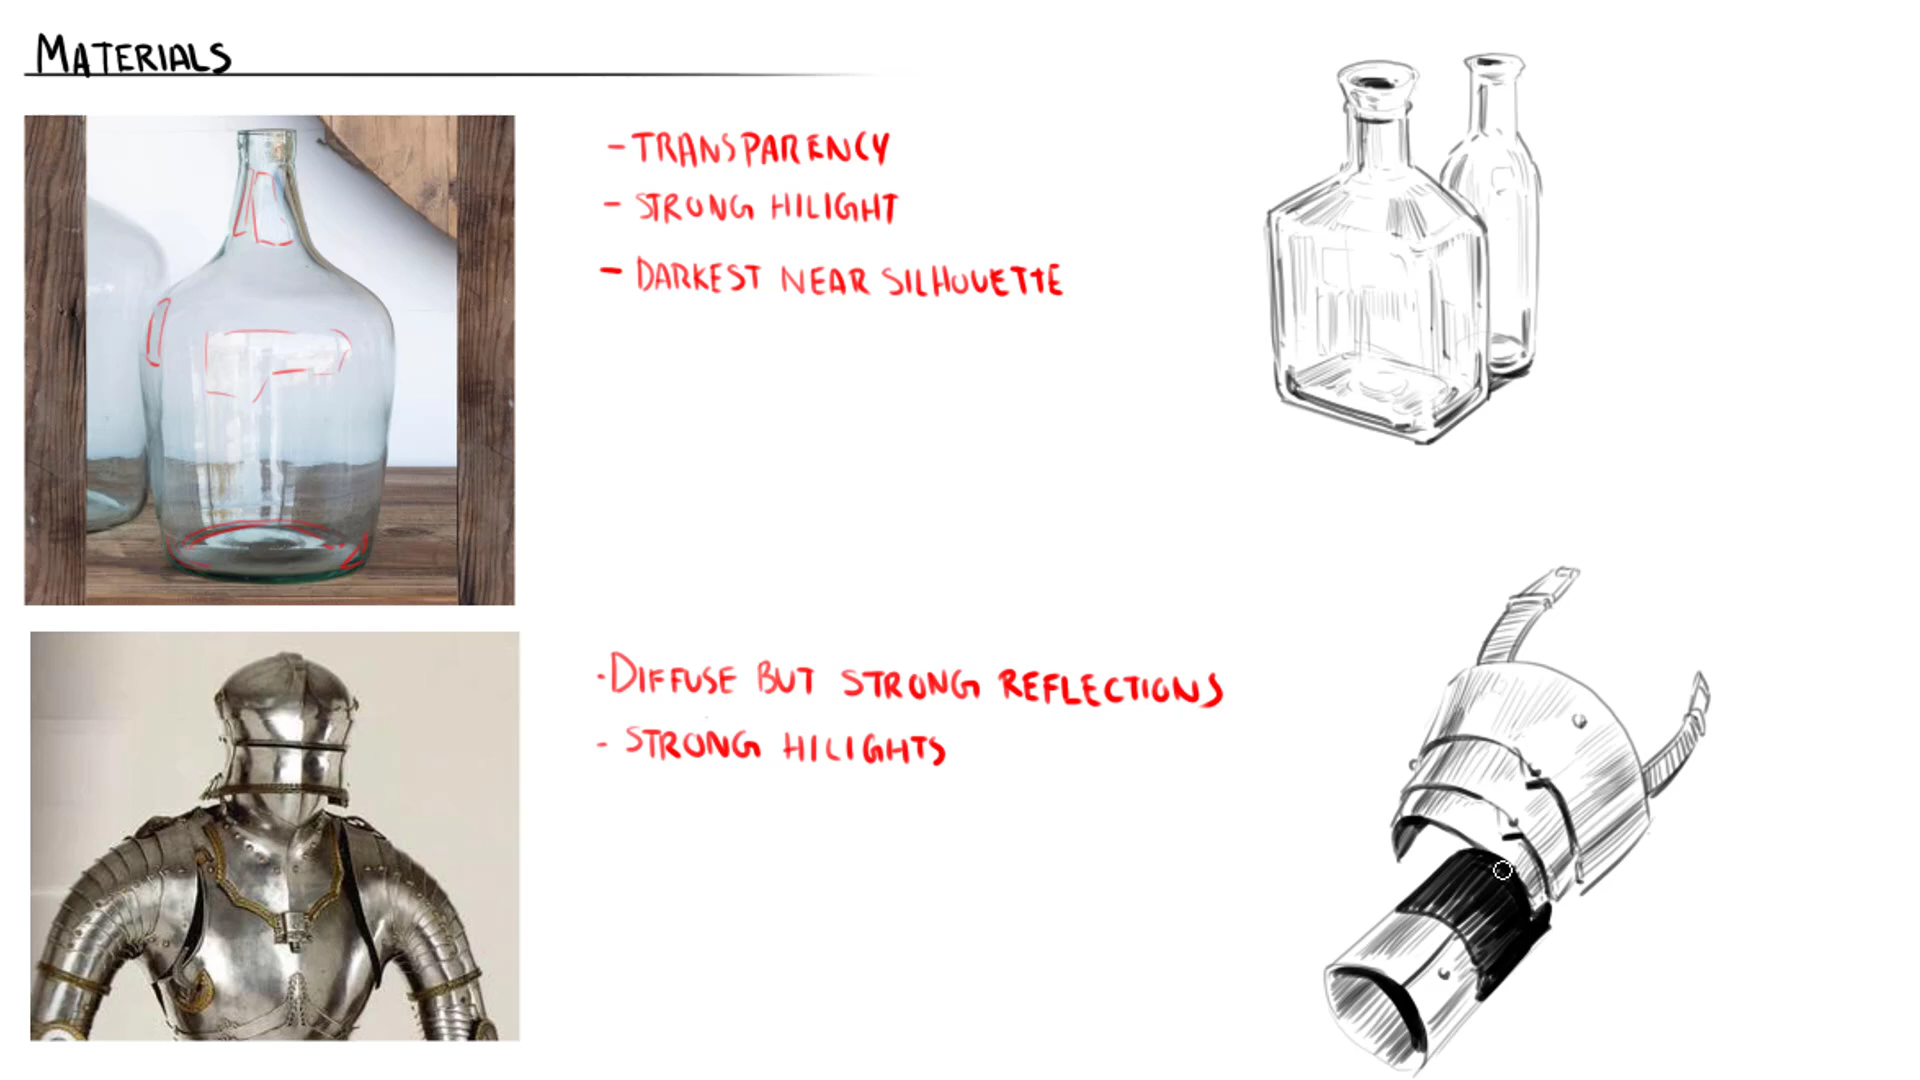 MATERIALS
- TRANSPARENCY
- STRONG HILIGHT
- DARKEST NEAR SILHOUETTE
- DIFFUSE BUT STRONG REFLECTIONS
- STRONG HILIGHTS